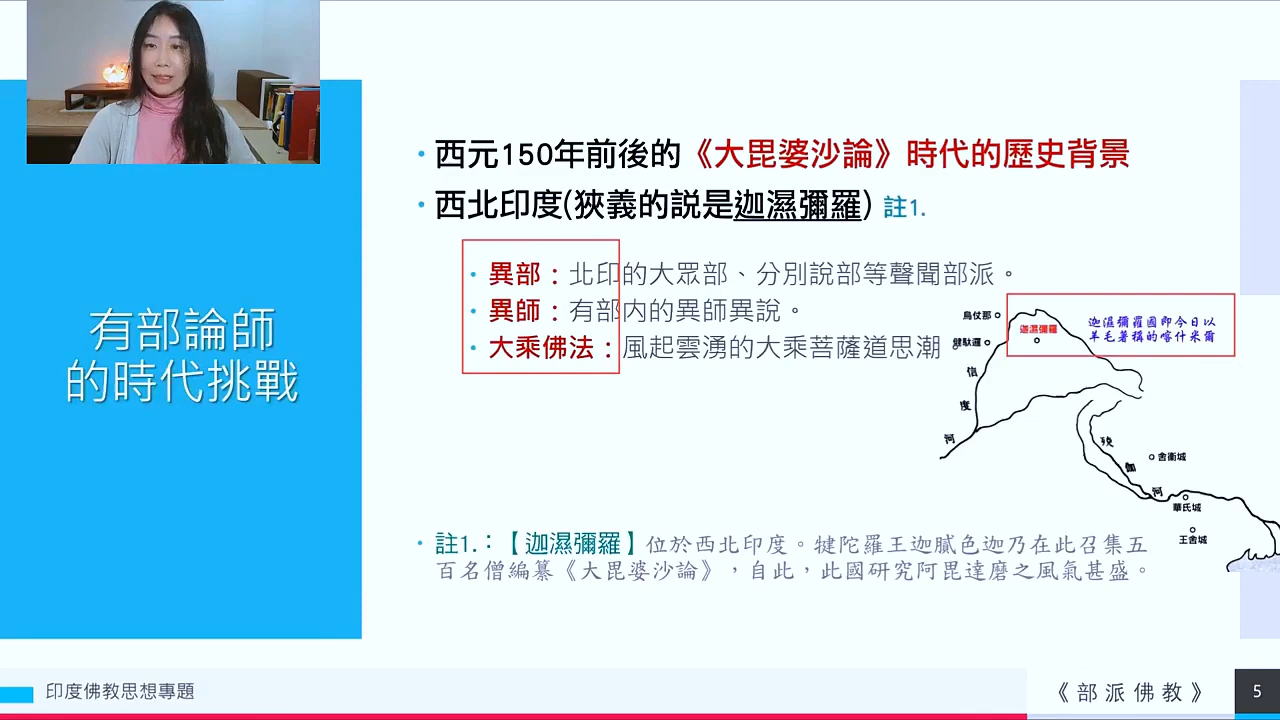 西元150年前後的《大毘婆沙論》時代的歷史背景
西北印度(狹義的說是迦濕彌羅) 註1.
異部：北印的大眾部、分別說部等聲聞部派。
異師：有部内的異師異說。
大乘佛法：風起雲湧的大乘菩薩道思潮
有部論師
的時代挑戰
烏仗那
迦濕彌羅
迦濕彌羅國即今日以
羊毛著稱的喀什米爾
健馱邏
信
度
河
殑
伽
河
舍衛城
華氏城
王舍城
註1.：【迦濕彌羅】位於西北印度。犍陀羅王迦膩色迦乃在此召集五
百名僧編纂《大毘婆沙論》，自此，此國研究阿毘達磨之風氣甚盛。
印度佛教思想專題
《部派佛教》
5